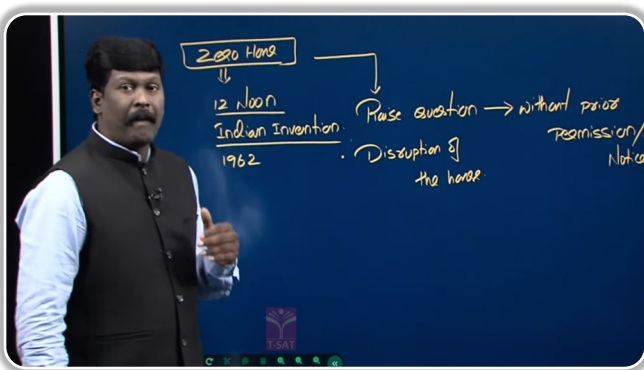 Zero Hour
12 Noon
Indian Invention.
1962
Raise question → without prior
Permission/
Notice
. Disruption of
the house.
T-SAT